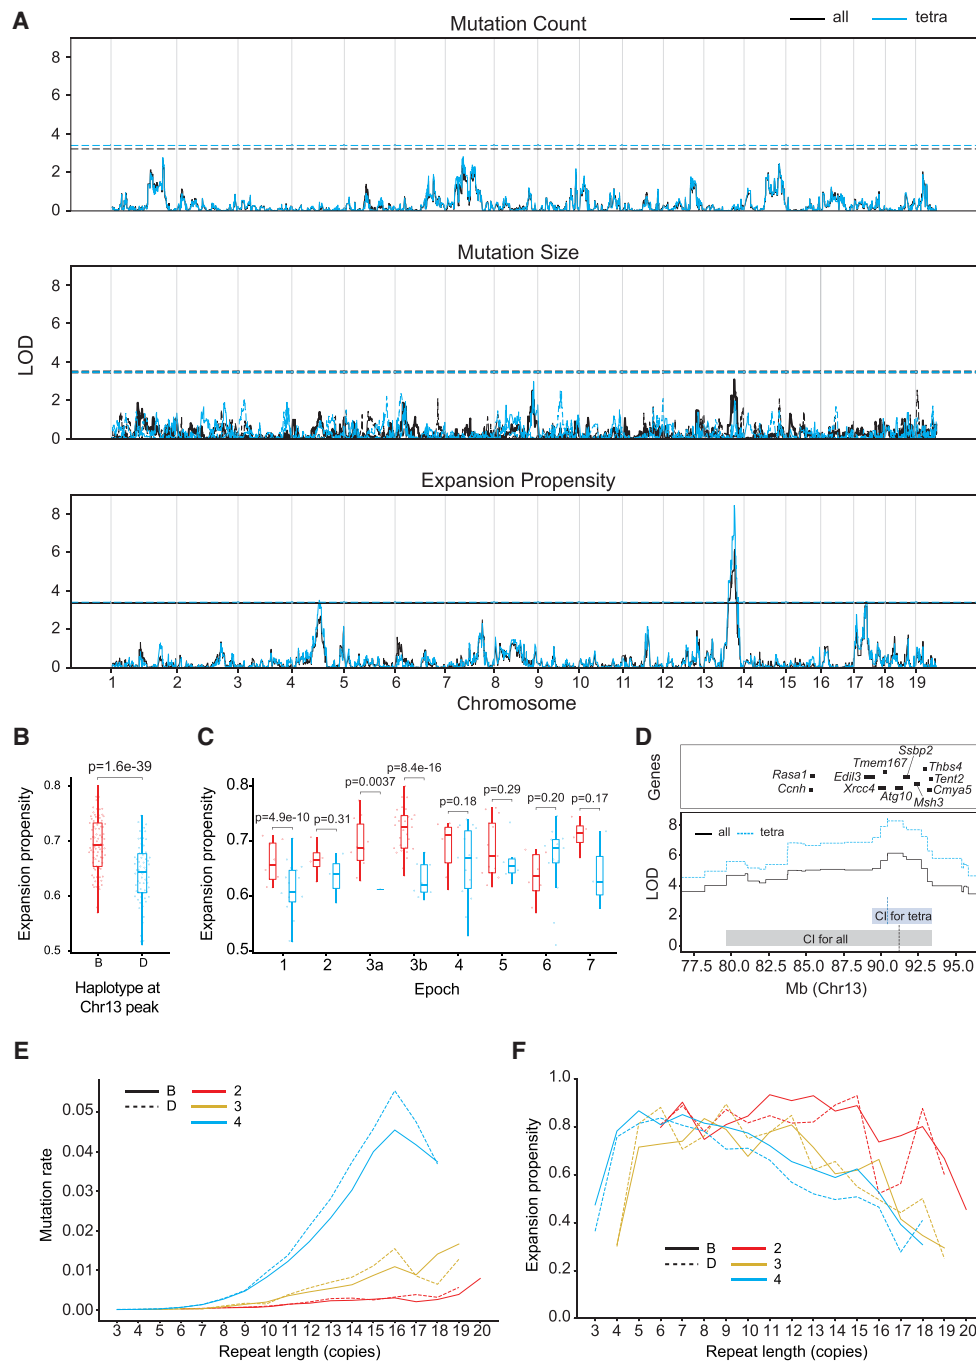 A
Mutation Count
all
tetra
8
6
4
2
0
Mutation Size
8
6
4
2
0
LOD
Expansion Propensity
8
6
4
2
0
1 2 3 4 5 6 7 8 9 10 11 12 13 14 15 16 17 18 19
Chromosome
B
p=1.6e-39
Expansion propensity
0.8
0.7
0.6
0.5
B D
Haplotype at
Chr13 peak
C
p=4.9e-10
p=0.31
p=0.0037
p=8.4e-16
p=0.18
p=0.29
p=0.20
p=0.17
Expansion propensity
0.8
0.7
0.6
0.5
1 2 3a 3b 4 5 6 7
Epoch
D
Genes
Ssbp2
Tmem167
Thbs4
Rasa1
Edil3
Tent2
Ccnh
Xrcc4
Cmya5
Atg10
Msh3
all
tetra
LOD
8
6
4
2
0
CI for tetra
CI for all
77.5 80.0 82.5 85.0 87.5 90.0 92.5 95.0
Mb (Chr13)
E
B
D
2
3
4
Mutation rate
0.05
0.04
0.03
0.02
0.01
0.00
3 4 5 6 7 8 9 10 11 12 13 14 15 16 17 18 19 20
Repeat length (copies)
F
Expansion propensity
1.0
0.8
0.6
0.4
0.2
0.0
B
D
2
3
4
3 4 5 6 7 8 9 10 11 12 13 14 15 16 17 18 19 20
Repeat length (copies)